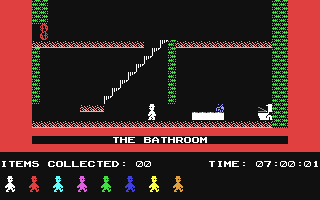 THE BATHROOM
ITEMS COLLECTED: 00 TIME: 07:00:01